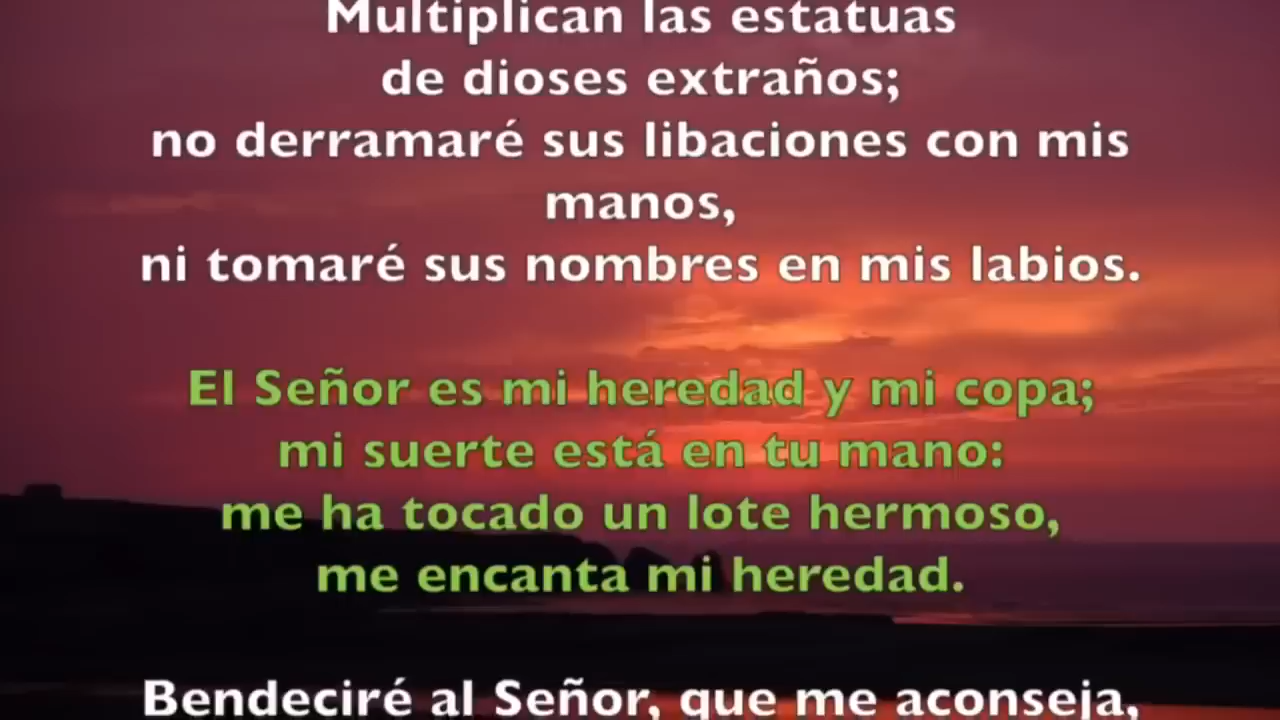 Multiplican las estatuas
de dioses extraños;
no derramaré sus libaciones con mis
manos,
ni tomaré sus nombres en mis labios.
El Señor es mi heredad y mi copa;
mi suerte está en tu mano:
me ha tocado un lote hermoso,
me encanta mi heredad.
Bendeciré al Señor, que me aconseja,